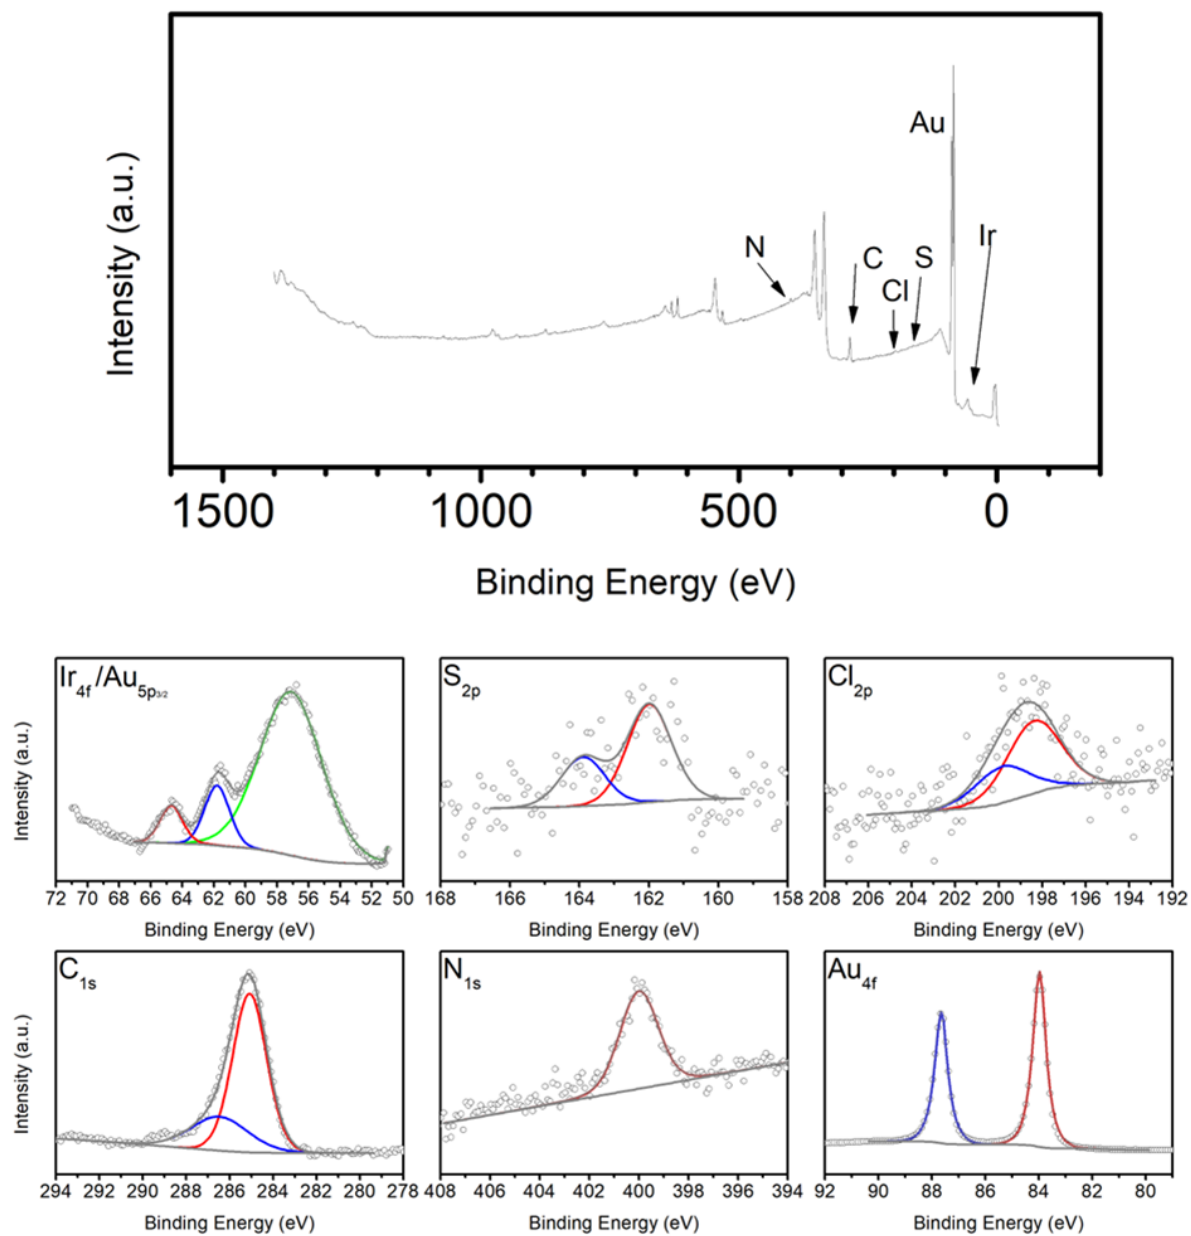 Intensity (a.u.)
Au
N
C
Cl
S
Ir
1500 1000 500 0
Binding Energy (eV)
Ir4f/Au5p3/2
Intensity (a.u.)
72 70 68 66 64 62 60 58 56 54 52 50
Binding Energy (eV)
S2p
168 166 164 162 160 158
Binding Energy (eV)
Cl2p
208 206 204 202 200 198 196 194 192
Binding Energy (eV)
C1s
Intensity (a.u.)
294 292 290 288 286 284 282 280 278
Binding Energy (eV)
N1s
408 406 404 402 400 398 396 394
Binding Energy (eV)
Au4f
92 90 88 86 84 82 80
Binding Energy (eV)